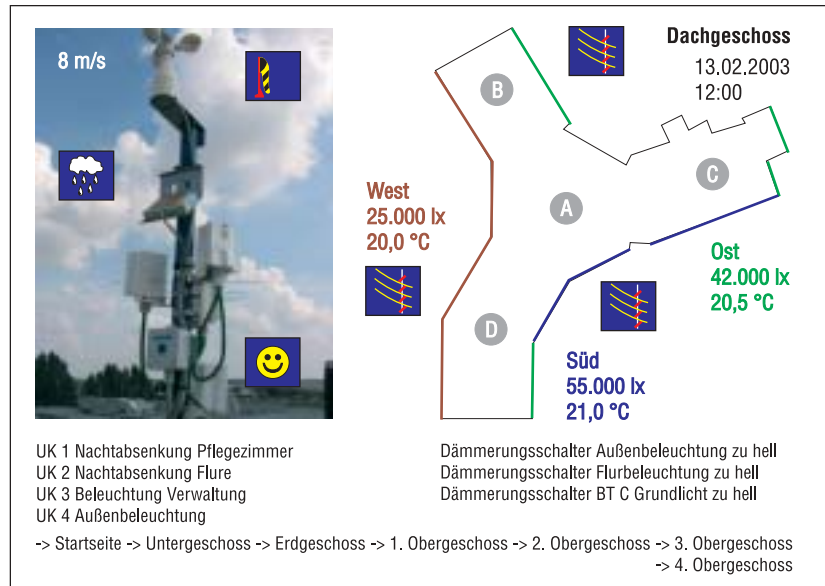 8 m/s
Dachgeschoss
13.02.2003
12:00
B
C
A
D
West
25.000 lx
20,0 °C
Ost
42.000 lx
20,5 °C
Süd
55.000 lx
21,0 °C
UK 1 Nachtabsenkung Pflegezimmer
UK 2 Nachtabsenkung Flure
UK 3 Beleuchtung Verwaltung
UK 4 Außenbeleuchtung
Dämmerungsschalter Außenbeleuchtung zu hell
Dämmerungsschalter Flurbeleuchtung zu hell
Dämmerungsschalter BT C Grundlicht zu hell
-> Startseite -> Untergeschoss -> Erdgeschoss -> 1. Obergeschoss -> 2. Obergeschoss -> 3. Obergeschoss
-> 4. Obergeschoss